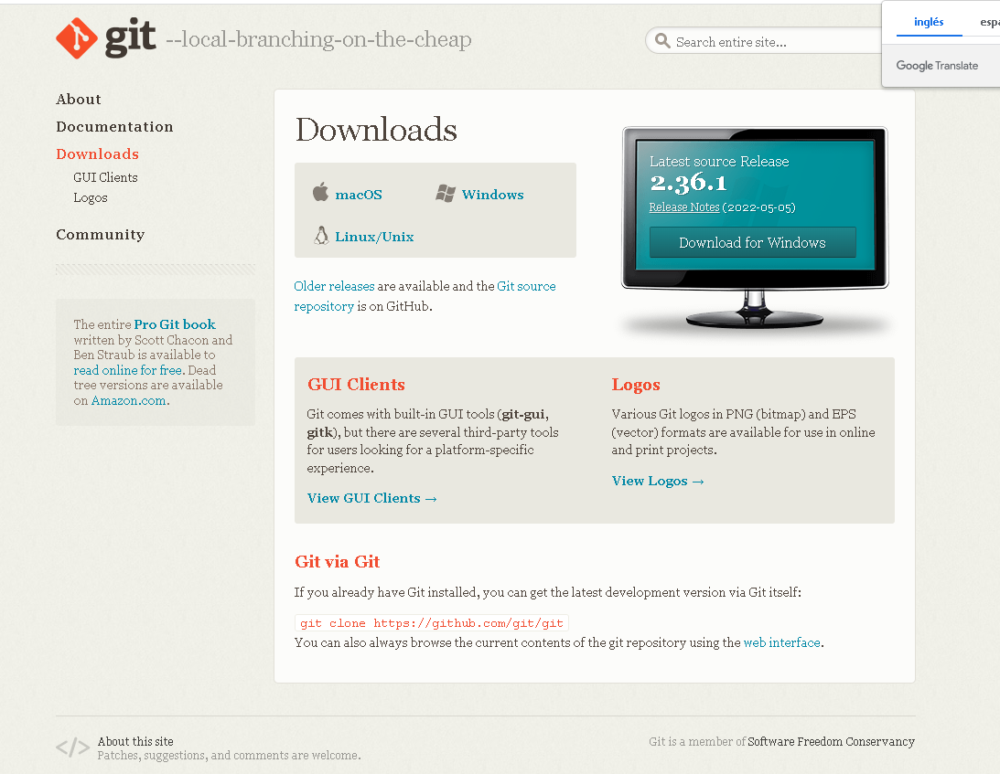 git --local-branching-on-the-cheap
Search entire site...
inglés
Google Translate
About
Documentation
Downloads
GUI Clients
Logos
Community
The entire Pro Git book
written by Scott Chacon and
Ben Straub is available to
read online for free. Dead
tree versions are available
on Amazon.com.
Downloads
macOS
Windows
Linux/Unix
Older releases are available and the Git source
repository is on GitHub.
Latest source Release
2.36.1
Release Notes (2022-05-05)
Download for Windows
GUI Clients
Git comes with built-in GUI tools (git-gui,
gitk), but there are several third-party tools
for users looking for a platform-specific
experience.
View GUI Clients →
Logos
Various Git logos in PNG (bitmap) and EPS
(vector) formats are available for use in online
and print projects.
View Logos →
Git via Git
If you already have Git installed, you can get the latest development version via Git itself:
git clone https://github.com/git/git
You can also always browse the current contents of the git repository using the web interface.
</> About this site
Patches, suggestions, and comments are welcome.
Git is a member of Software Freedom Conservancy